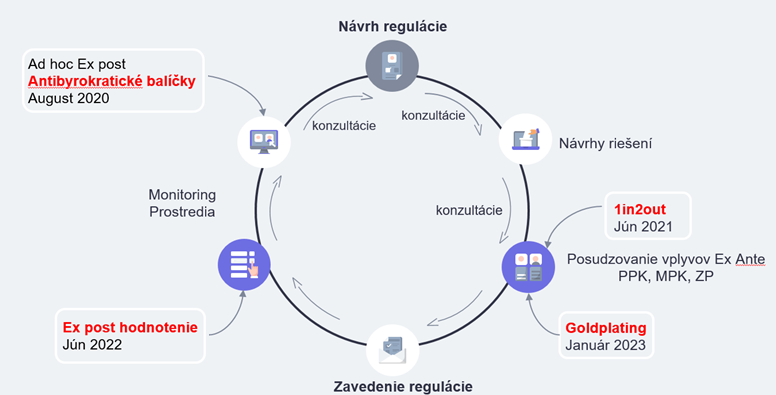 Návrh regulácie
Ad hoc Ex post
Antibyrokratické balíčky
August 2020
konzultácie
konzultácie
Návrhy riešení
Monitoring
Prostredia
konzultácie
1in2out
Jún 2021
Posudzovanie vplyvov Ex Ante
PPK, MPK, ZP
Ex post hodnotenie
Jún 2022
Goldplating
Január 2023
Zavedenie regulácie